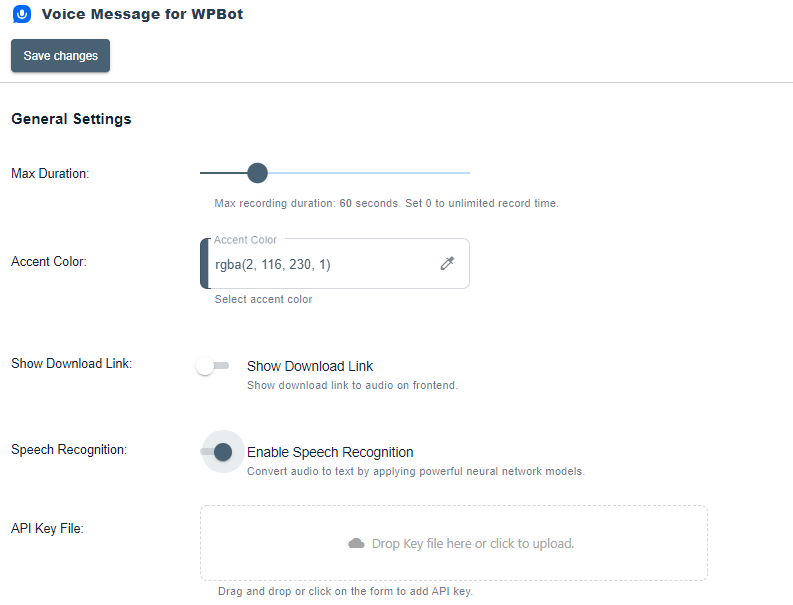 Voice Message for WPBot
Save changes
General Settings
Max Duration:
Max recording duration: 60 seconds. Set 0 to unlimited record time.
Accent Color:
Accent Color
rgba(2, 116, 230, 1)
Select accent color
Show Download Link:
Show Download Link
Show download link to audio on frontend.
Speech Recognition:
Enable Speech Recognition
Convert audio to text by applying powerful neural network models.
API Key File:
Drop Key file here or click to upload.
Drag and drop or click on the form to add API key.